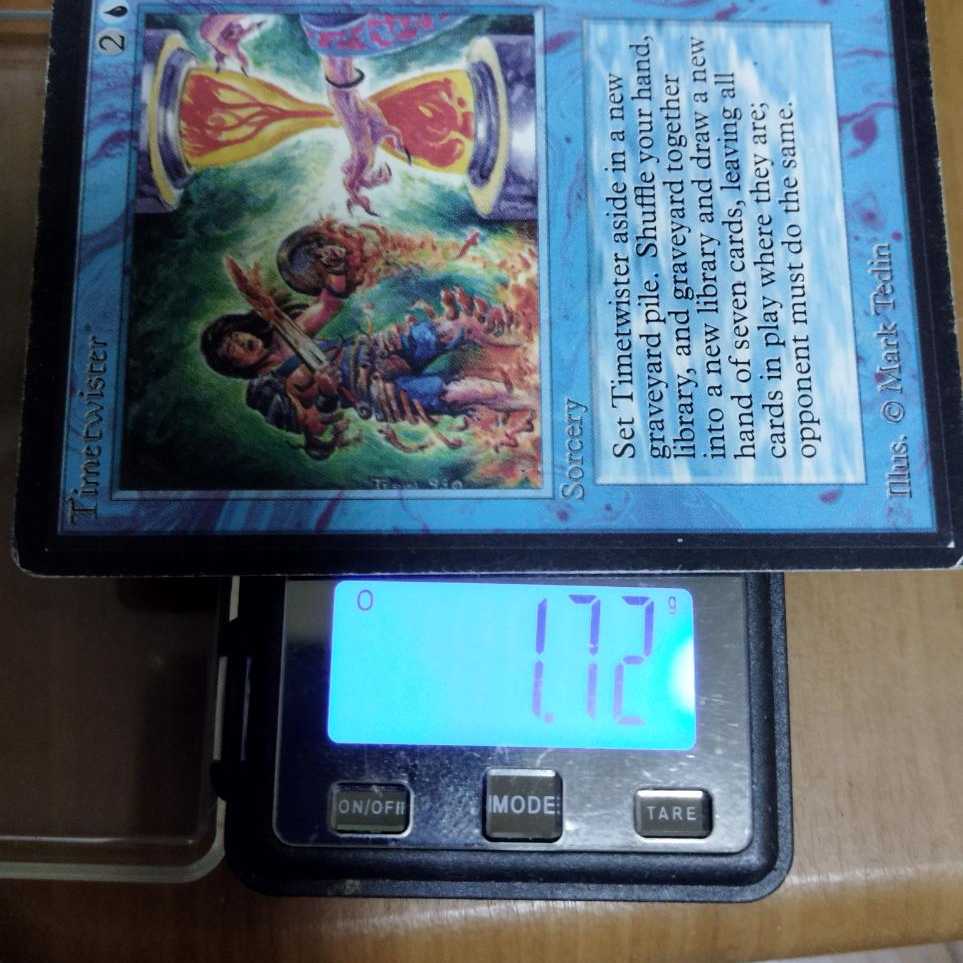 Timetwister
2
Sorcery
Set Timetwister aside in a new
graveyard pile. Shuffle your hand,
library, and graveyard together
into a new library and draw a new
hand of seven cards, leaving all
cards in play where they are;
opponent must do the same.
Illus. © Mark Tedin
O
1.72 g
ON/OFF
MODE
TARE